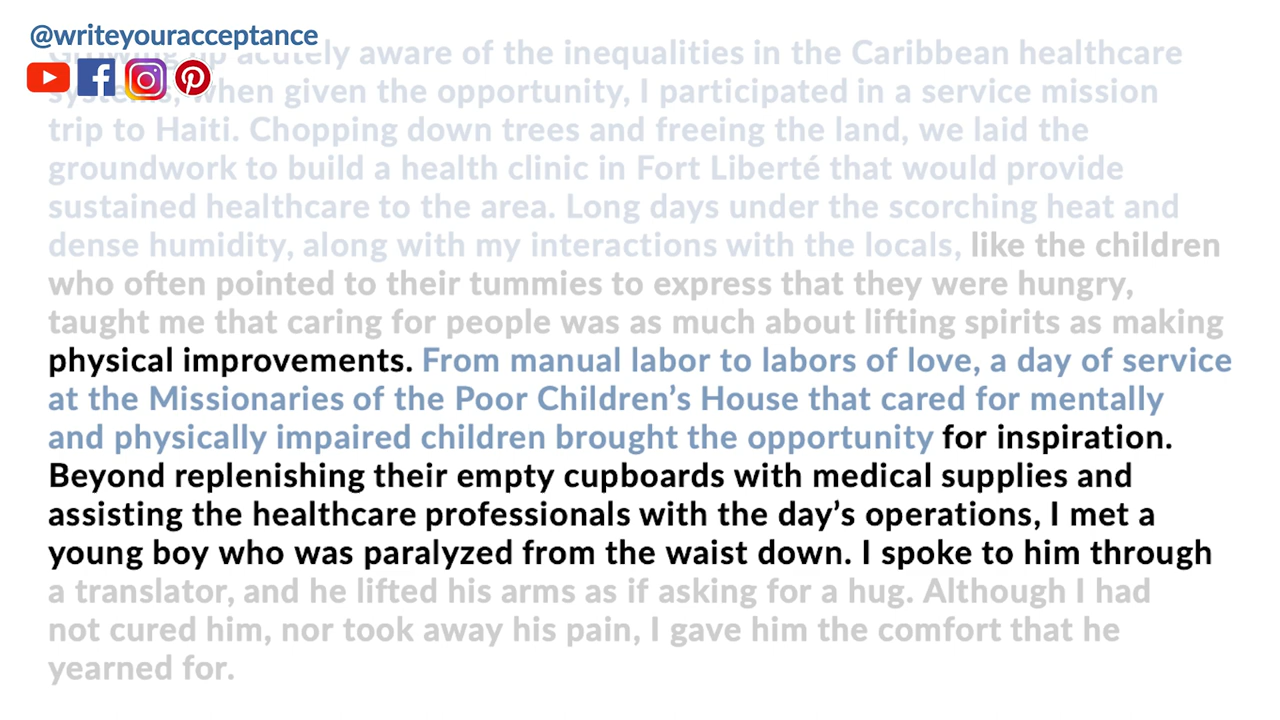 @writeyouracceptance
Growing up acutely aware of the inequalities in the Caribbean healthcare
systems, when given the opportunity, I participated in a service mission
trip to Haiti. Chopping down trees and freeing the land, we laid the
groundwork to build a health clinic in Fort Liberté that would provide
sustained healthcare to the area. Long days under the scorching heat and
dense humidity, along with my interactions with the locals, like the children
who often pointed to their tummies to express that they were hungry,
taught me that caring for people was as much about lifting spirits as making
physical improvements. From manual labor to labors of love, a day of service
at the Missionaries of the Poor Children’s House that cared for mentally
and physically impaired children brought the opportunity for inspiration.
Beyond replenishing their empty cupboards with medical supplies and
assisting the healthcare professionals with the day’s operations, I met a
young boy who was paralyzed from the waist down. I spoke to him through
a translator, and he lifted his arms as if asking for a hug. Although I had
not cured him, nor took away his pain, I gave him the comfort that he
yearned for.